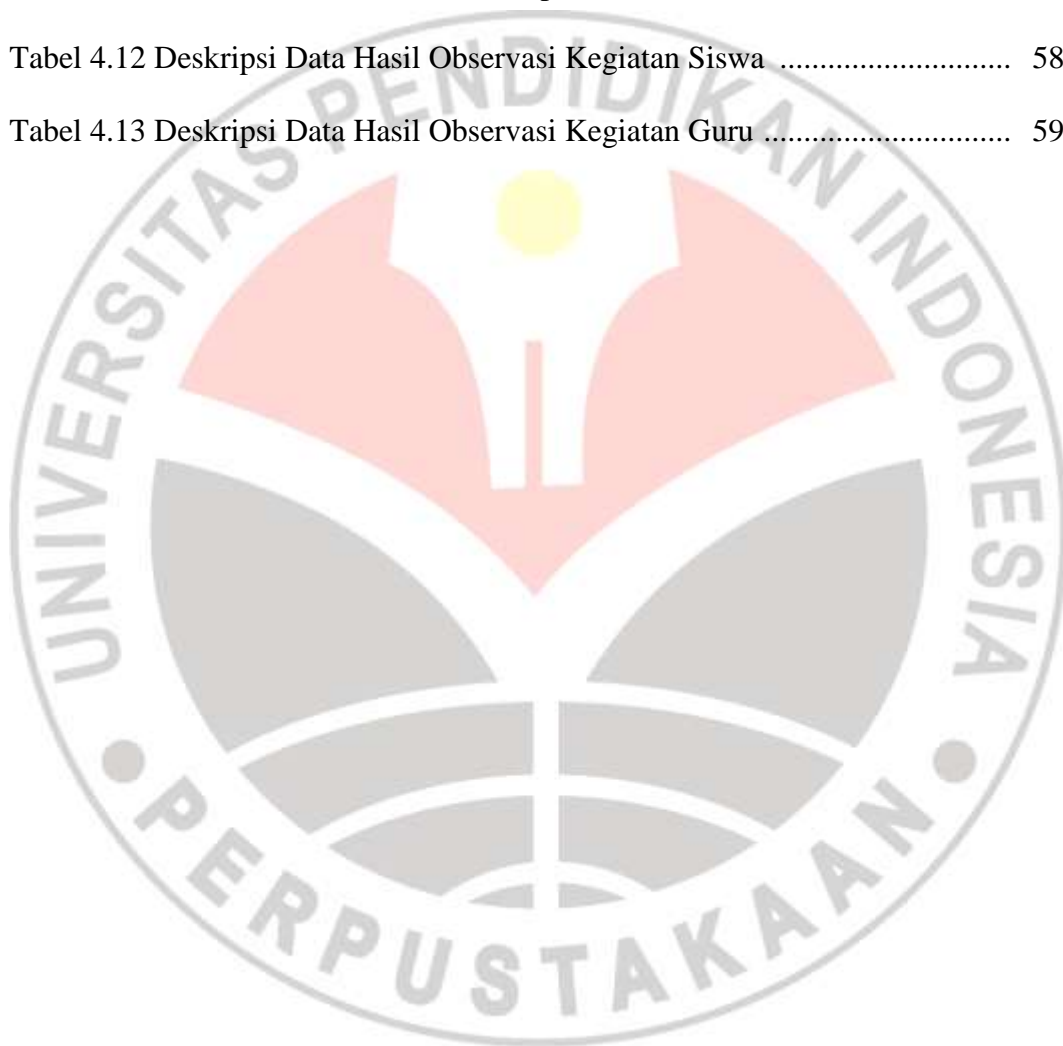 Tabel 4.12 Deskripsi Data Hasil Observasi Kegiatan Siswa ............................ 58
Tabel 4.13 Deskripsi Data Hasil Observasi Kegiatan Guru .............................. 59
UNIVERSITAS PENDIDIKAN INDONESIA
PERPUSTAKAAN